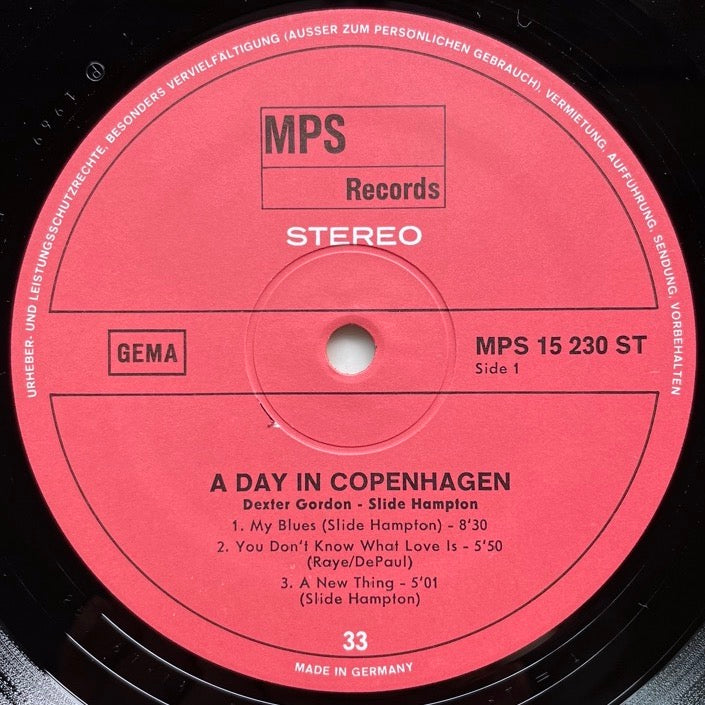 URHEBER- UND LEISTUNGSSCHUTZRECHTE, BESONDERS VERVIELFÄLTIGUNG (AUSSER ZUM PERSÖNLICHEN GEBRAUCH), VERMIETUNG, AUFFÜHRUNG, SENDUNG, VORBEHALTEN
℗ 1969
MPS
Records
STEREO
GEMA
MPS 15 230 ST
Side 1
A DAY IN COPENHAGEN
Dexter Gordon - Slide Hampton
1. My Blues (Slide Hampton) - 8'30
2. You Don't Know What Love Is - 5'50
(Raye/DePaul)
3. A New Thing - 5'01
(Slide Hampton)
33
MADE IN GERMANY